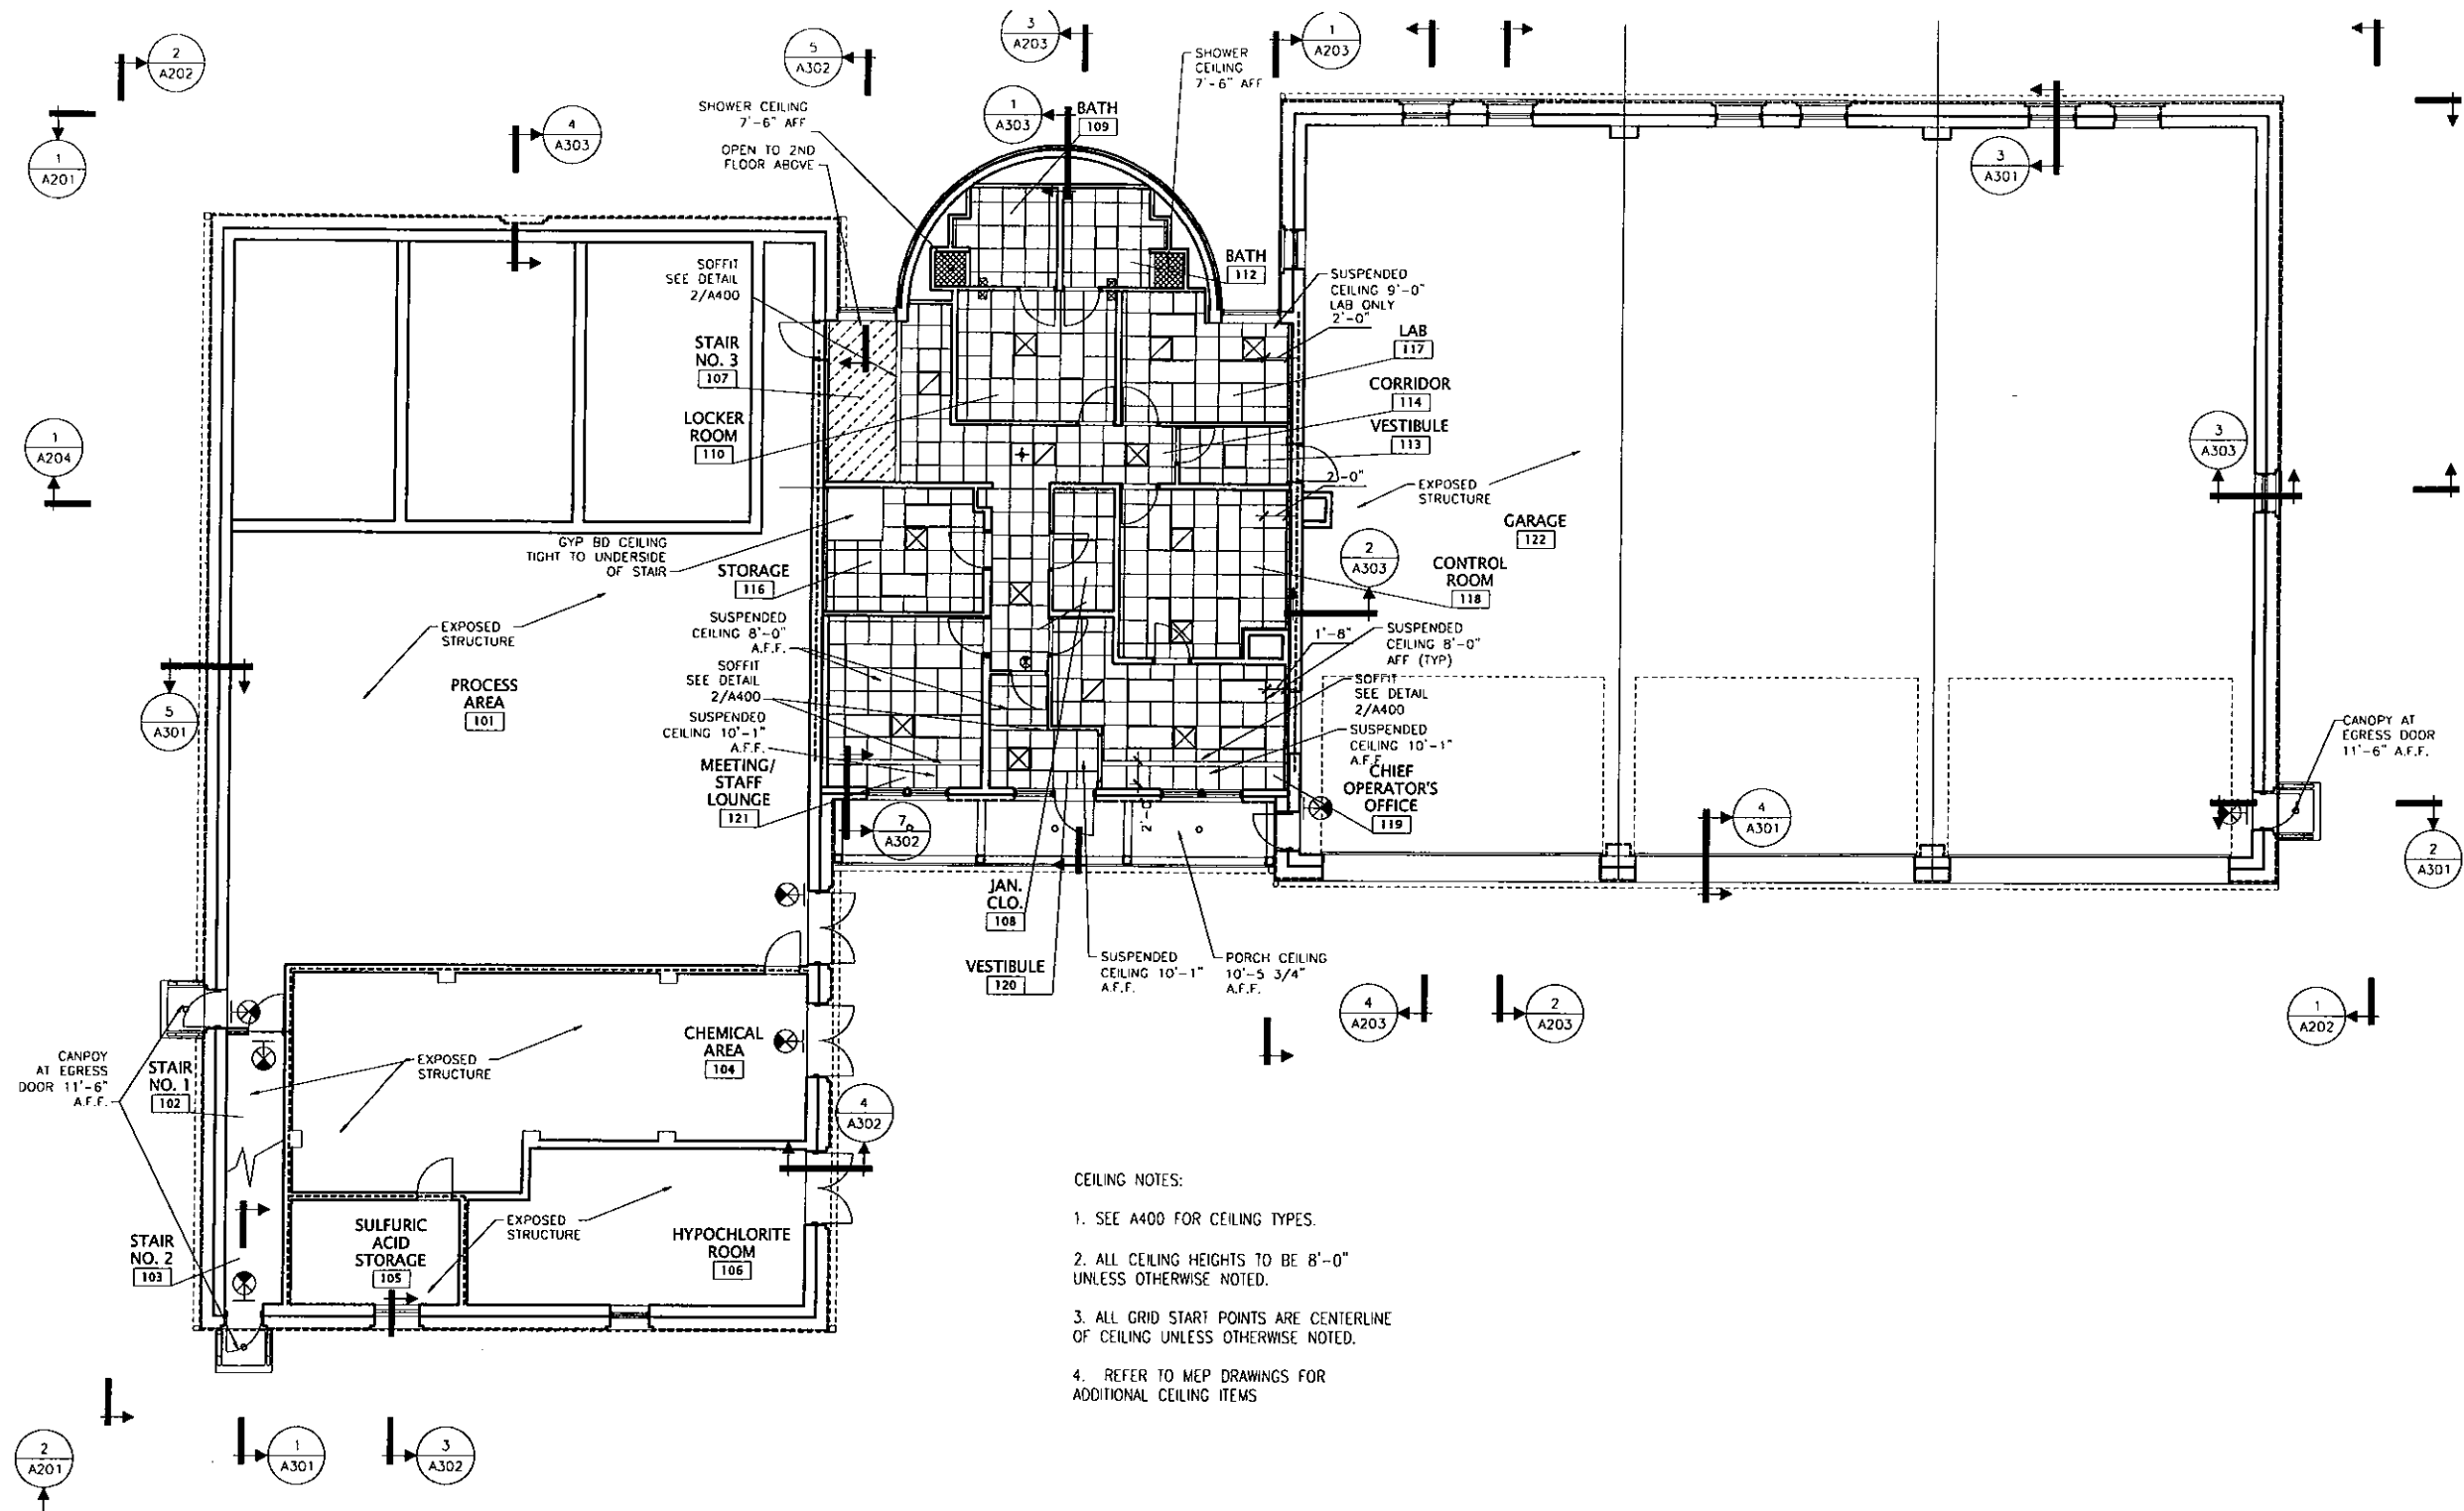 3
A203
1
A203
2
A202
5
A302
SHOWER
CEILING
7'-6" AFF
1
A201
4
A303
SHOWER CEILING
7'-6" AFF
OPEN TO 2ND
FLOOR ABOVE
1
A303
BATH
109
3
A301
SOFFIT
SEE DETAIL
2/A400
BATH
112
SUSPENDED
CEILING 9'-0"
LAB ONLY
2'-0"
STAIR
NO. 3
107
LAB
117
CORRIDOR
114
LOCKER
ROOM
110
VESTIBULE
113
1
A204
3
A303
2'-0"
EXPOSED
STRUCTURE
GARAGE
122
GYP BD CEILING
TIGHT TO UNDERSIDE
OF STAIR
STORAGE
116
2
A303
CONTROL
ROOM
118
EXPOSED
STRUCTURE
SUSPENDED
CEILING 8'-0"
A.F.F.
1'-8"
SUSPENDED
CEILING 8'-0"
AFF (TYP)
PROCESS
AREA
101
SOFFIT
SEE DETAIL
2/A400
SOFFIT
SEE DETAIL
2/A400
5
A301
SUSPENDED
CEILING 10'-1"
A.F.F.
SUSPENDED
CEILING 10'-1"
A.F.F.
CANOPY AT
EGRESS DOOR
11'-6" A.F.F.
MEETING/
STAFF
LOUNGE
121
CHIEF
OPERATOR'S
OFFICE
119
7
A302
2'-0"
4
A301
2
A301
JAN.
CLO.
108
VESTIBULE
120
SUSPENDED
CEILING 10'-1"
A.F.F.
PORCH CEILING
10'-5 3/4"
A.F.F.
4
A203
2
A203
1
A202
CANPOY
AT EGRESS
DOOR 11'-6"
A.F.F.
STAIR
NO. 1
102
EXPOSED
STRUCTURE
CHEMICAL
AREA
104
4
A302
STAIR
NO. 2
103
SULFURIC
ACID
STORAGE
105
EXPOSED
STRUCTURE
HYPOCHLORITE
ROOM
106
CEILING NOTES:
1. SEE A400 FOR CEILING TYPES.
2. ALL CEILING HEIGHTS TO BE 8'-0"
UNLESS OTHERWISE NOTED.
3. ALL GRID START POINTS ARE CENTERLINE
OF CEILING UNLESS OTHERWISE NOTED.
4. REFER TO MEP DRAWINGS FOR
ADDITIONAL CEILING ITEMS
2
A201
1
A301
3
A302